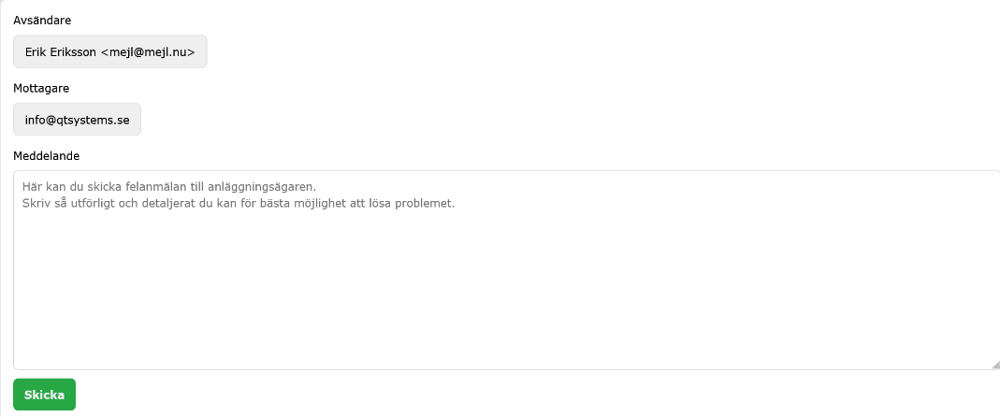 Avsändare
Erik Eriksson <mejl@mejl.nu>
Mottagare
info@qtsystems.se
Meddelande
Här kan du skicka felanmälan till anläggningsägaren.
Skriv så utförligt och detaljerat du kan för bästa möjlighet att lösa problemet.
Skicka